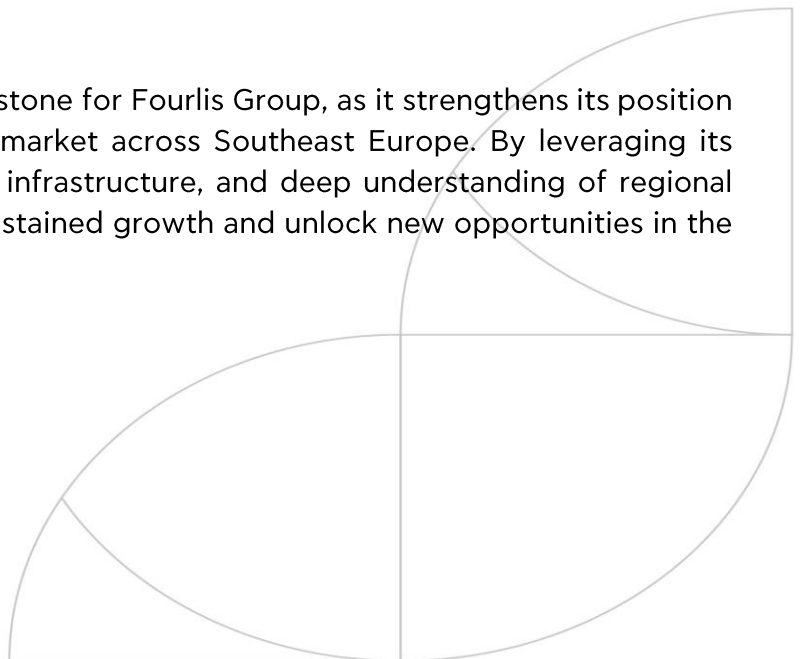 stone for Fourlis Group, as it strengthens its position
market across Southeast Europe. By leveraging its
infrastructure, and deep understanding of regional
stained growth and unlock new opportunities in the